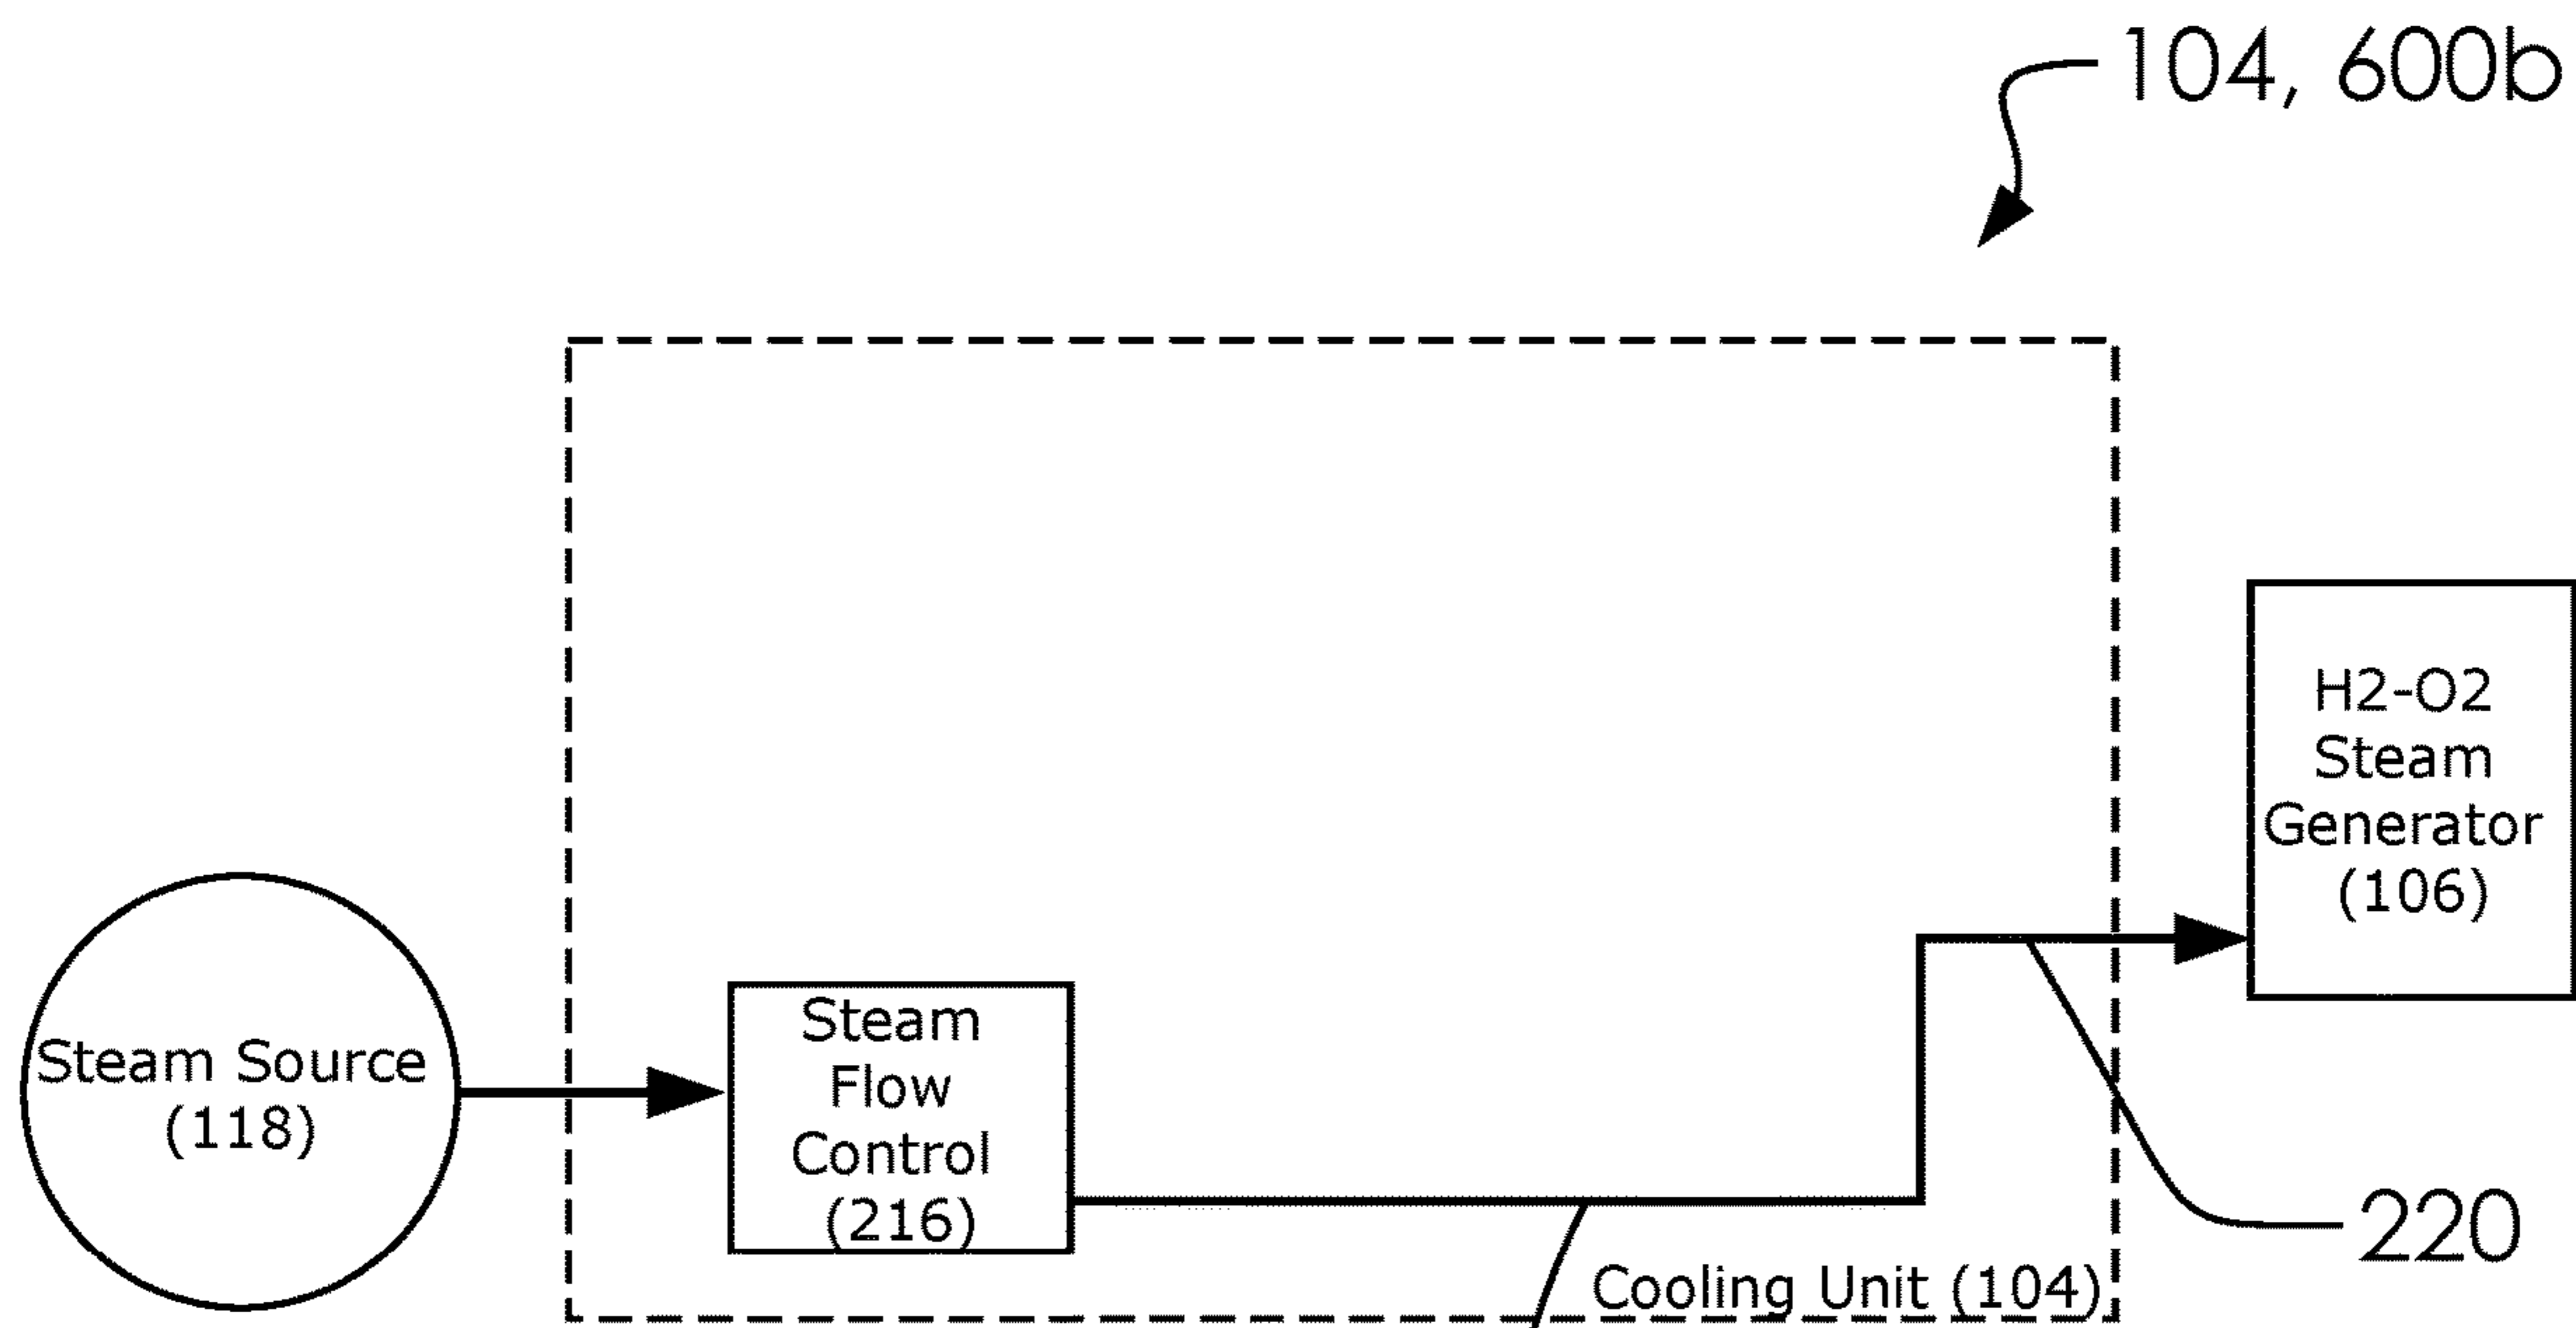 104, 600b
H2-O2
Steam
Generator
(106)
Steam Source
(118)
Steam
Flow
Control
(216)
220
Cooling Unit (104)